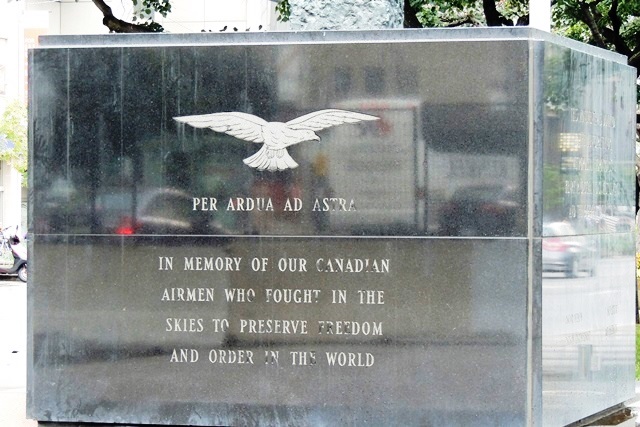 PER ARDUA AD ASTRA
IN MEMORY OF OUR CANADIAN
AIRMEN WHO FOUGHT IN THE
SKIES TO PRESERVE FREEDOM
AND ORDER IN THE WORLD